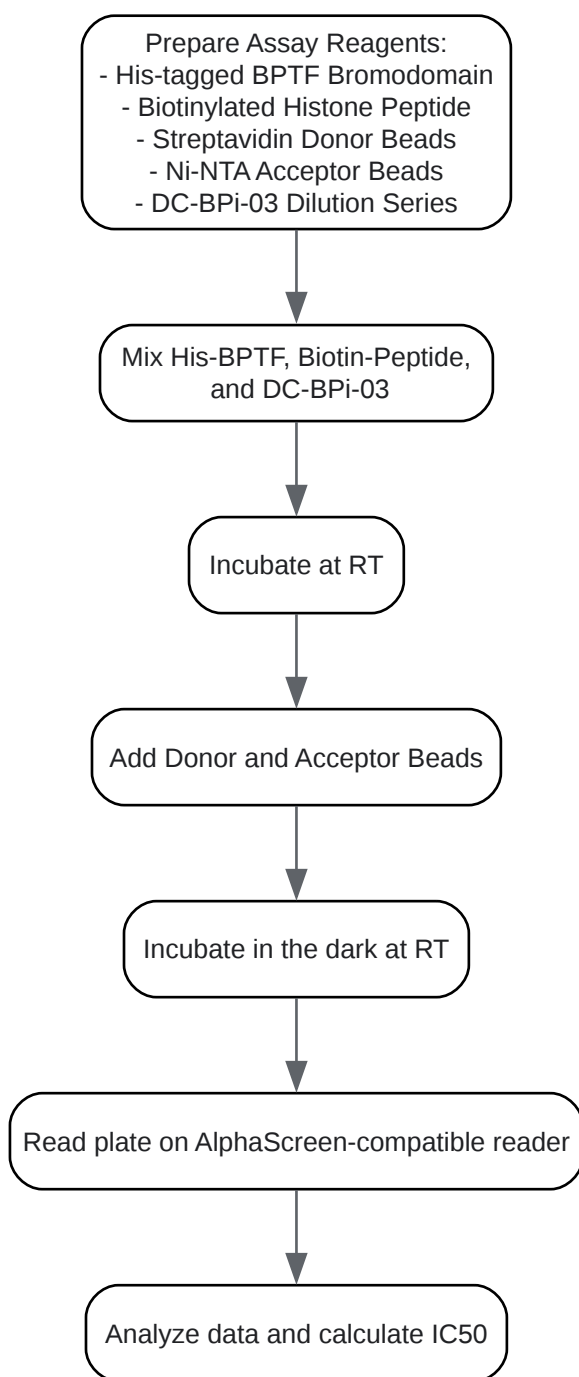 Prepare Assay Reagents:
- His-tagged BPTF Bromodomain
- Biotinylated Histone Peptide
- Streptavidin Donor Beads
- Ni-NTA Acceptor Beads
- DC-BPi-03 Dilution Series
Mix His-BPTF, Biotin-Peptide,
and DC-BPi-03
Incubate at RT
Add Donor and Acceptor Beads
Incubate in the dark at RT
Read plate on AlphaScreen-compatible reader
Analyze data and calculate IC50